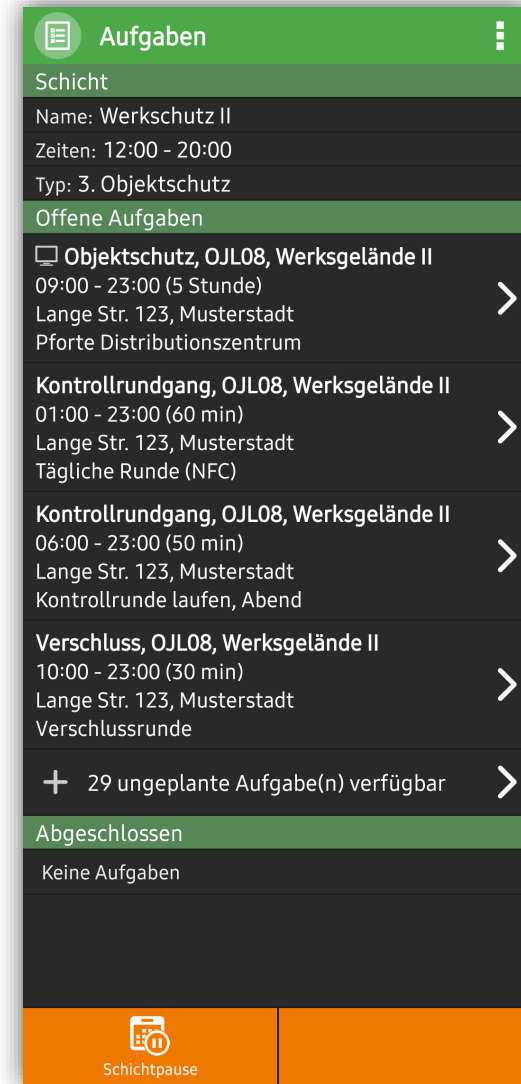 Aufgaben
Schicht
Name: Werkschutz II
Zeiten: 12:00 - 20:00
Typ: 3. Objektschutz
Offene Aufgaben
Objektschutz, OJL08, Werksgelände II
09:00 - 23:00 (5 Stunde)
Lange Str. 123, Musterstadt
Pforte Distributionszentrum
Kontrollrundgang, OJL08, Werksgelände II
01:00 - 23:00 (60 min)
Lange Str. 123, Musterstadt
Tägliche Runde (NFC)
Kontrollrundgang, OJL08, Werksgelände II
06:00 - 23:00 (50 min)
Lange Str. 123, Musterstadt
Kontrollrunde laufen, Abend
Verschluss, OJL08, Werksgelände II
10:00 - 23:00 (30 min)
Lange Str. 123, Musterstadt
Verschlussrunde
+ 29 ungeplante Aufgabe(n) verfügbar
Abgeschlossen
Keine Aufgaben
Schichtpause